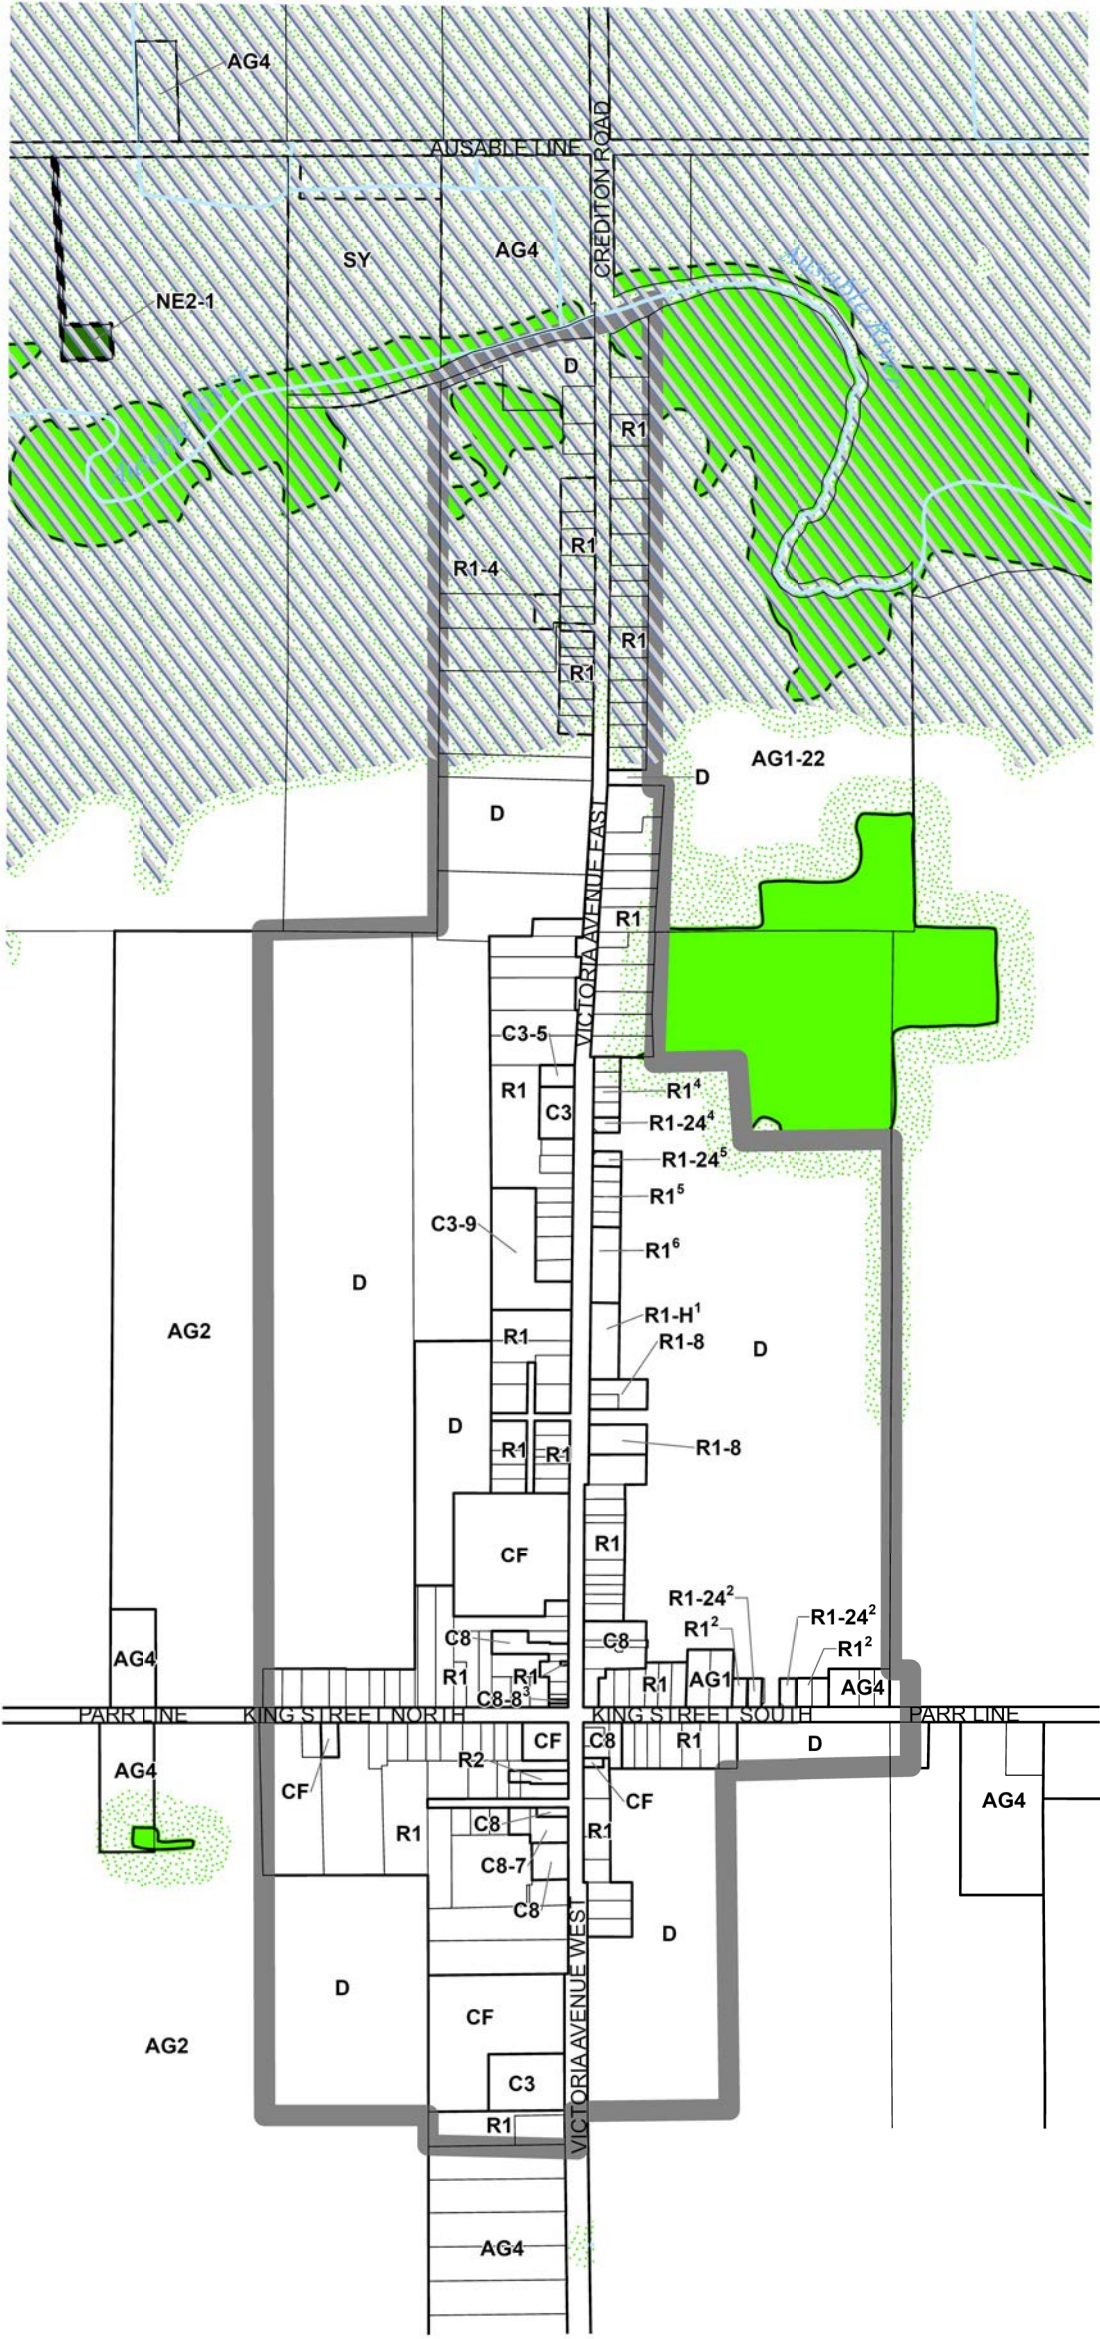 AG4
AUSABLE LINE
CREDITON ROAD
SY
AG4
Ausable River
NE2-1
D
R1
Ausable River
R1
R1-4
R1
R1
AG1-22
D
D
VICTORIA AVENUE EAST
R1
C3-5
R1
C3
R1⁴
R1-24⁴
R1-24⁵
R1⁵
C3-9
R1⁶
D
R1-H¹
AG2
R1
R1-8
D
D
R1
R1
R1-8
CF
R1
R1-24²
R1-24²
R1²
C8
C8
R1²
AG4
R1
R1
R1
AG1
AG4
C8-8³
PARR LINE
KING STREET NORTH
KING STREET SOUTH
PARR LINE
CF
C8
R1
D
R2
AG4
CF
CF
AG4
C8
R1
R1
C8-7
C8
VICTORIA AVENUE WEST
D
D
CF
AG2
C3
R1
AG4